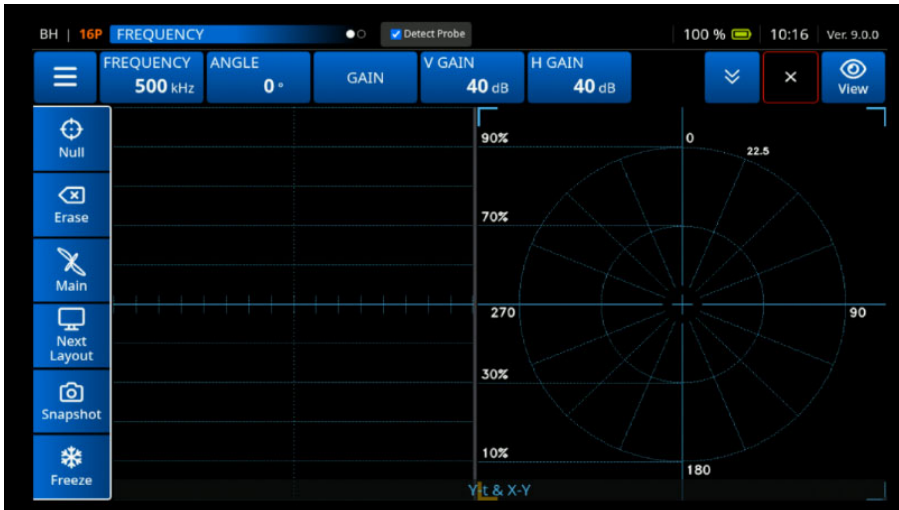 BH | 16P FREQUENCY Detect Probe 100 % 10:16 Ver. 9.0.0
FREQUENCY
500 kHz
ANGLE
0 °
GAIN
V GAIN
40 dB
H GAIN
40 dB
View
Null
Erase
Main
Next
Layout
Snapshot
Freeze
90%
70%
30%
10%
0
22.5
270
90
180
Y-t & X-Y